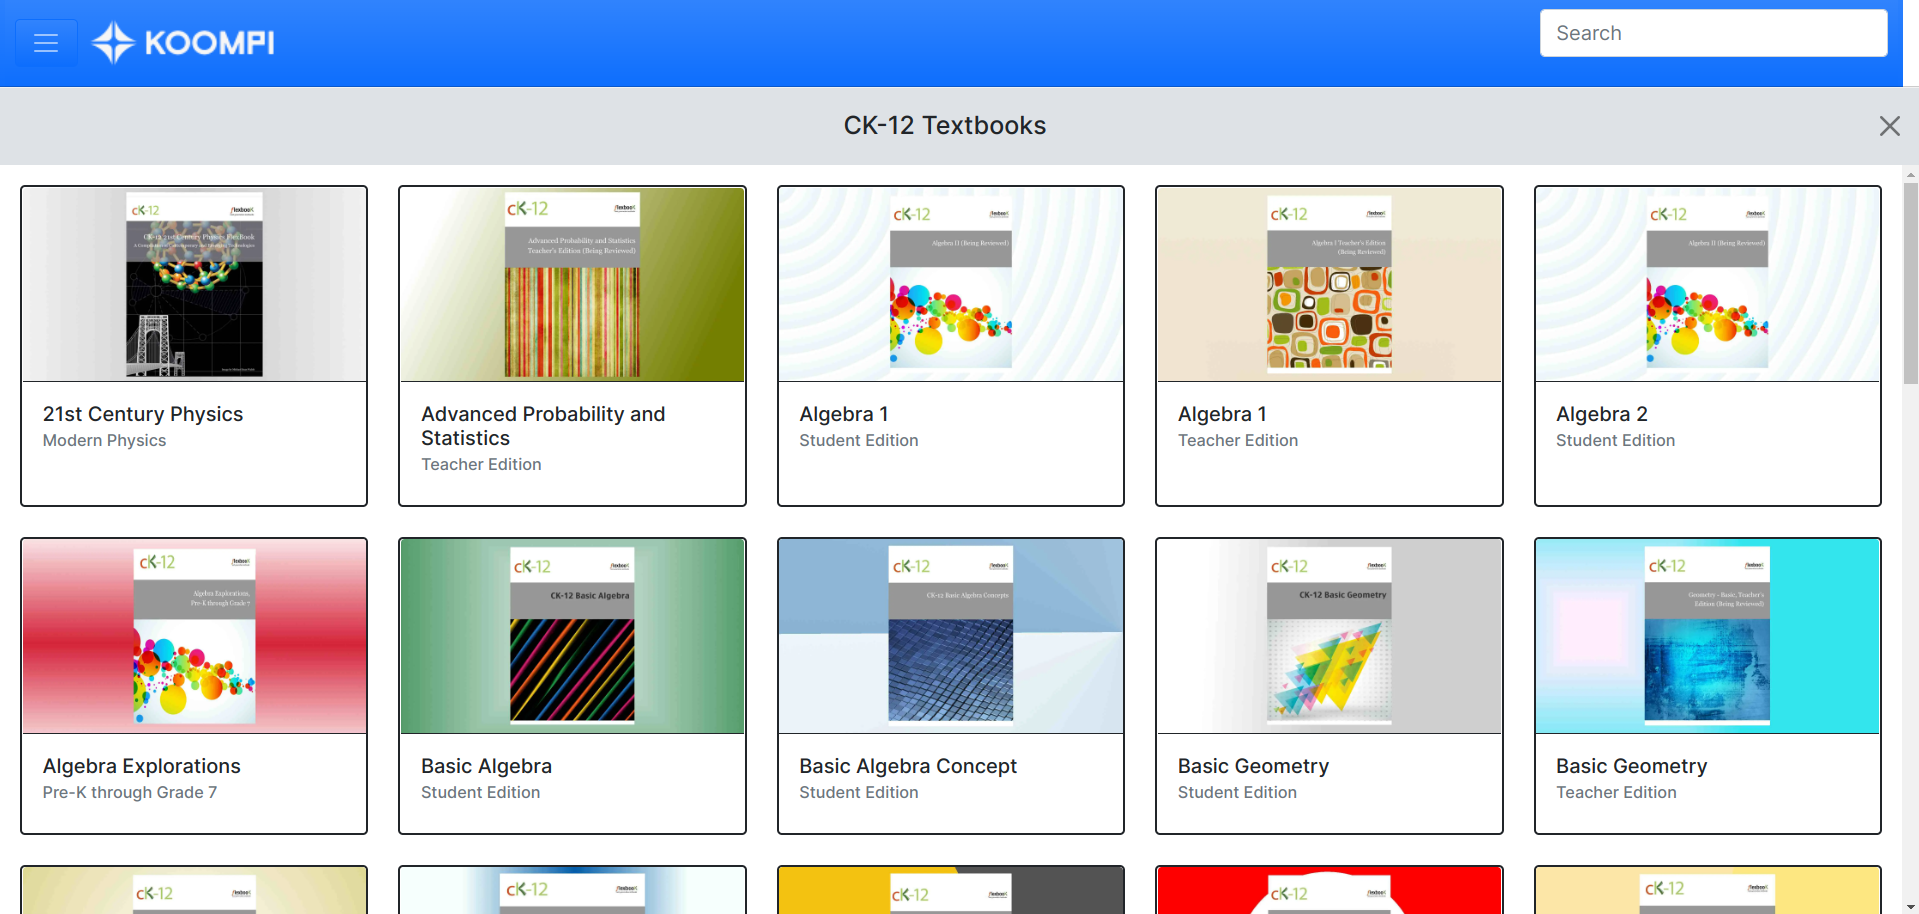 KOOMPI
Search
CK-12 Textbooks
cK-12
flexbook
CK-12 21st Century Physics FlexBook
21st Century Physics
Modern Physics
cK-12
flexbook
Advanced Probability and Statistics
Teacher's Edition (Being Reviewed)
Advanced Probability and
Statistics
Teacher Edition
cK-12
flexbook
Algebra II (Being Reviewed)
Algebra 1
Student Edition
cK-12
flexbook
Algebra I Teacher's Edition
(Being Reviewed)
Algebra 1
Teacher Edition
cK-12
flexbook
Algebra II (Being Reviewed)
Algebra 2
Student Edition
cK-12
flexbook
Algebra Explorations,
Pre-K through Grade 7
Algebra Explorations
Pre-K through Grade 7
cK-12
flexbook
CK-12 Basic Algebra
Basic Algebra
Student Edition
cK-12
flexbook
CK-12 Basic Algebra Concepts
Basic Algebra Concept
Student Edition
cK-12
flexbook
CK-12 Basic Geometry
Basic Geometry
Student Edition
cK-12
flexbook
Geometry - Basic, Teacher's
Edition (Being Reviewed)
Basic Geometry
Teacher Edition
cK-12
flexbook
cK-12
flexbook
cK-12
flexbook
cK-12
flexbook
cK-12
flexbook